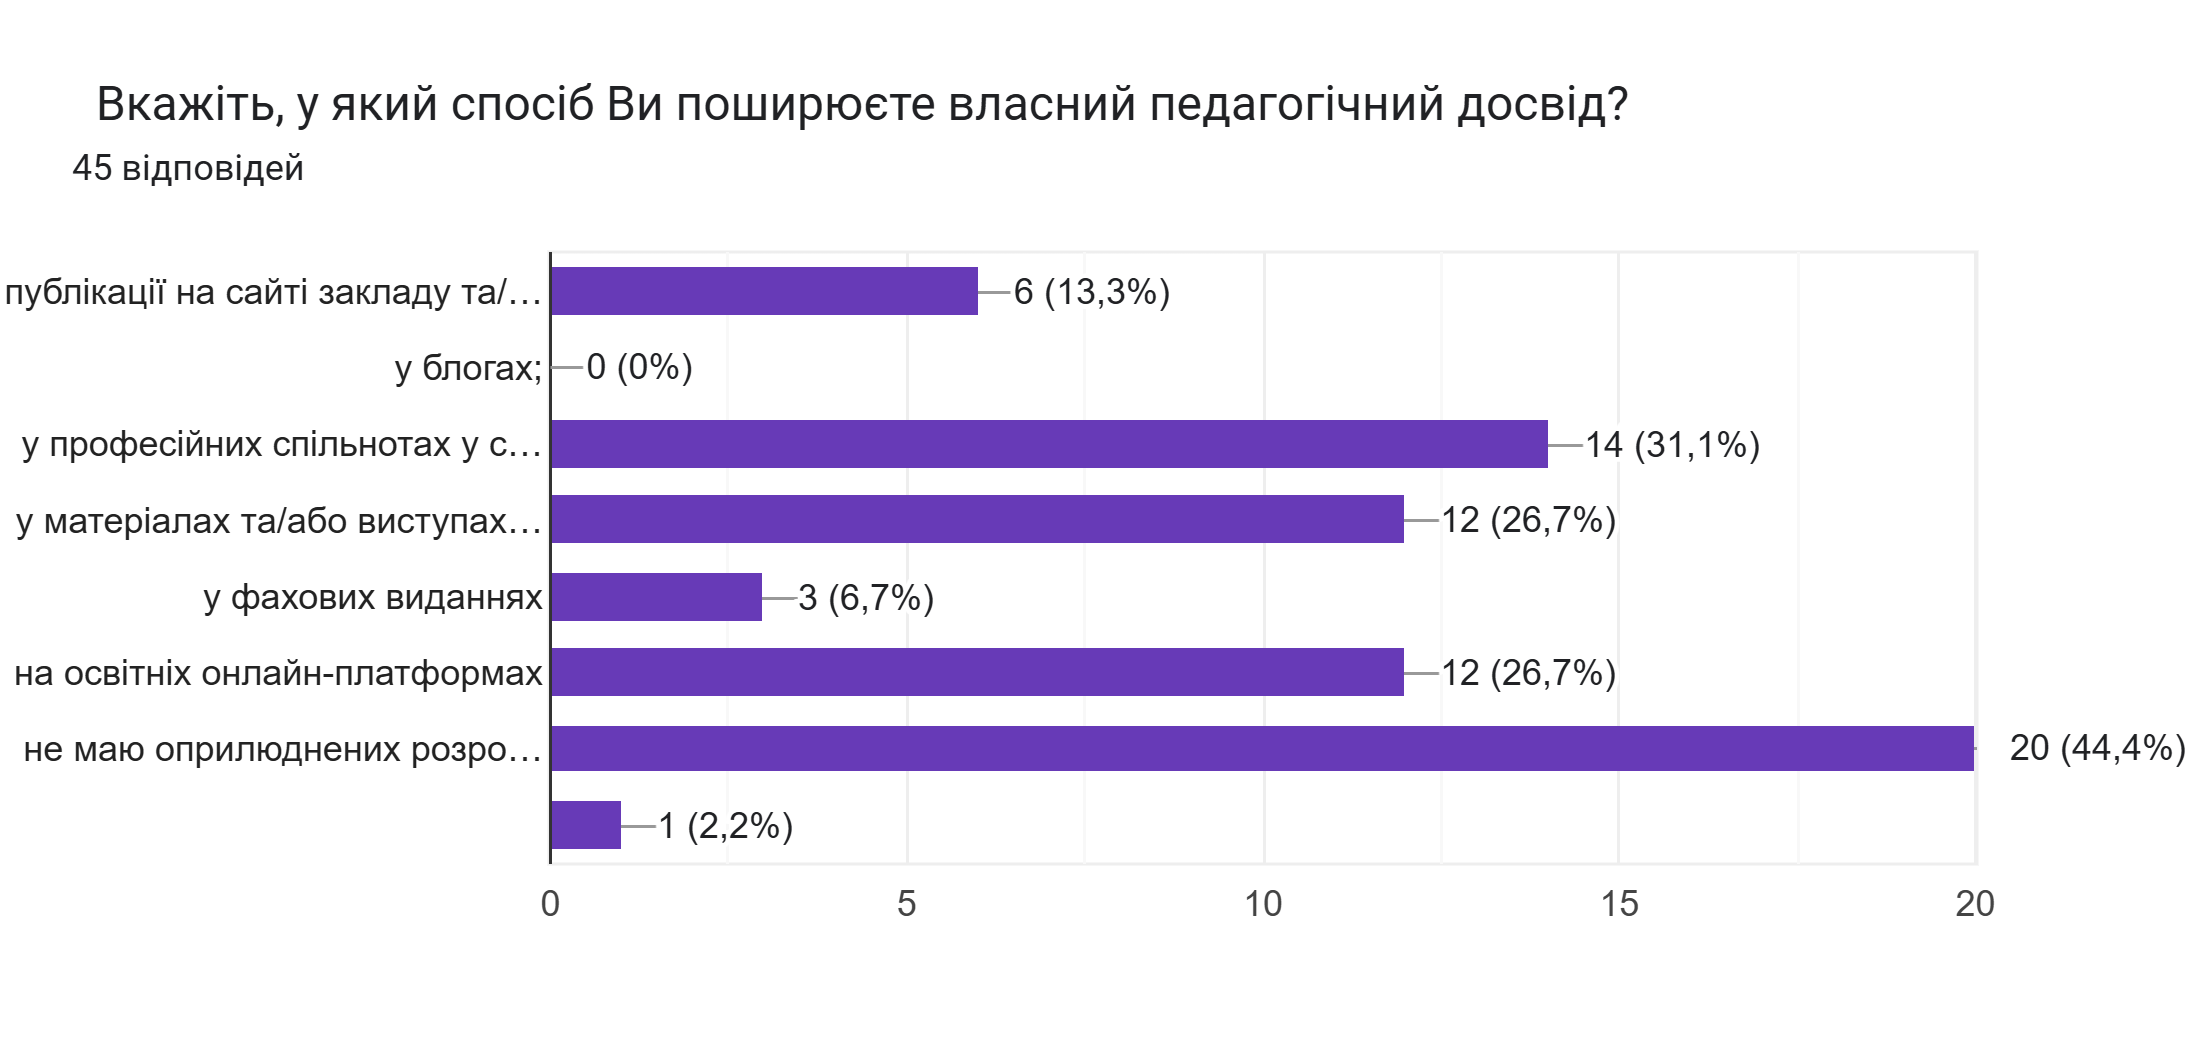 Вкажіть, у який спосіб Ви поширюєте власний педагогічний досвід?
45 відповідей
публікації на сайті закладу та/… 6 (13,3%)
у блогах; 0 (0%)
у професійних спільнотах у с… 14 (31,1%)
у матеріалах та/або виступах… 12 (26,7%)
у фахових виданнях 3 (6,7%)
на освітніх онлайн-платформах 12 (26,7%)
не маю оприлюднених розро… 20 (44,4%)
1 (2,2%)
0 5 10 15 20